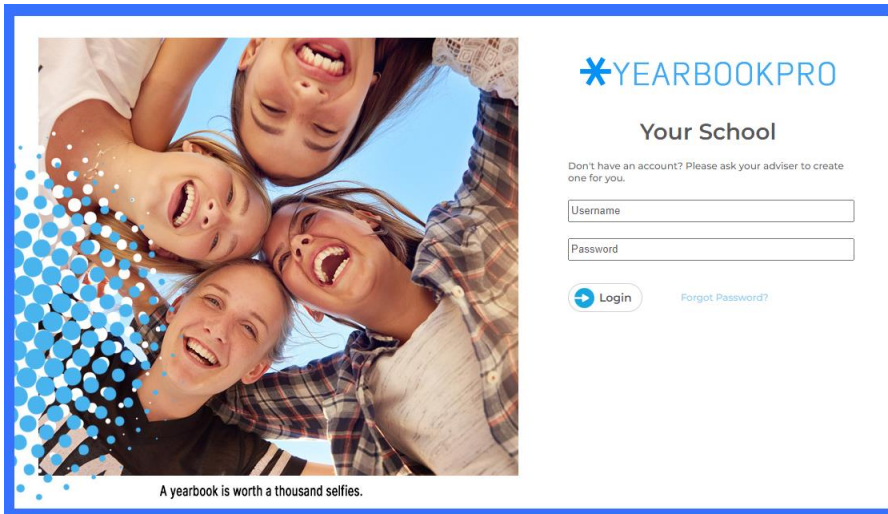 YEARBOOKPRO
Your School
Don't have an account? Please ask your adviser to create
one for you.
Username
Password
Login
Forgot Password?
A yearbook is worth a thousand selfies.